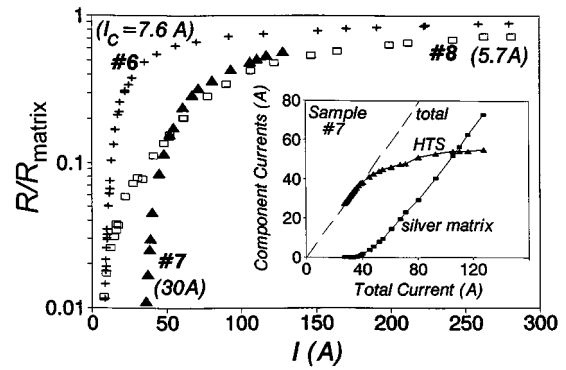 R/R_matrix
1
0.1
0.01
(I_C=7.6A)
#6
#8
(5.7A)
#7
(30A)
0 50 100 150 200 250 300
I (A)
Component Currents (A)
80
60
40
20
0
Sample
#7
total
HTS
silver matrix
0 40 80 120
Total Current (A)